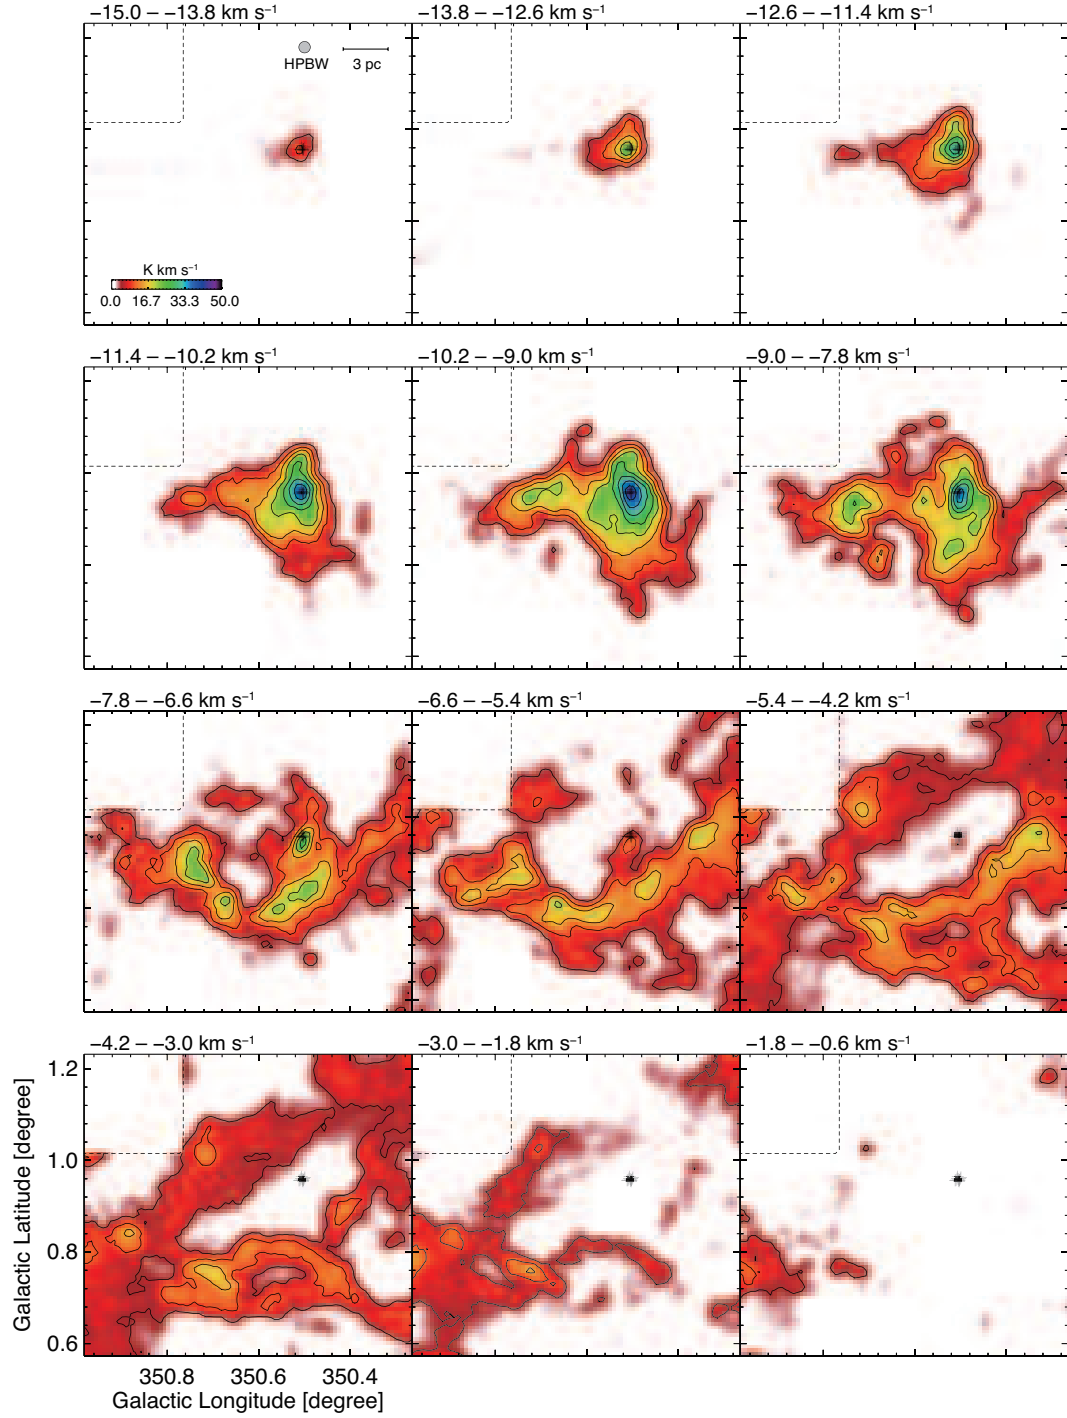 −15.0 − −13.8 km s⁻¹
−13.8 − −12.6 km s⁻¹
−12.6 − −11.4 km s⁻¹
HPBW
3 pc
K km s⁻¹
0.0 16.7 33.3 50.0
−11.4 − −10.2 km s⁻¹
−10.2 − −9.0 km s⁻¹
−9.0 − −7.8 km s⁻¹
−7.8 − −6.6 km s⁻¹
−6.6 − −5.4 km s⁻¹
−5.4 − −4.2 km s⁻¹
−4.2 − −3.0 km s⁻¹
−3.0 − −1.8 km s⁻¹
−1.8 − −0.6 km s⁻¹
1.2
1.0
0.8
0.6
Galactic Latitude [degree]
350.8 350.6 350.4
Galactic Longitude [degree]